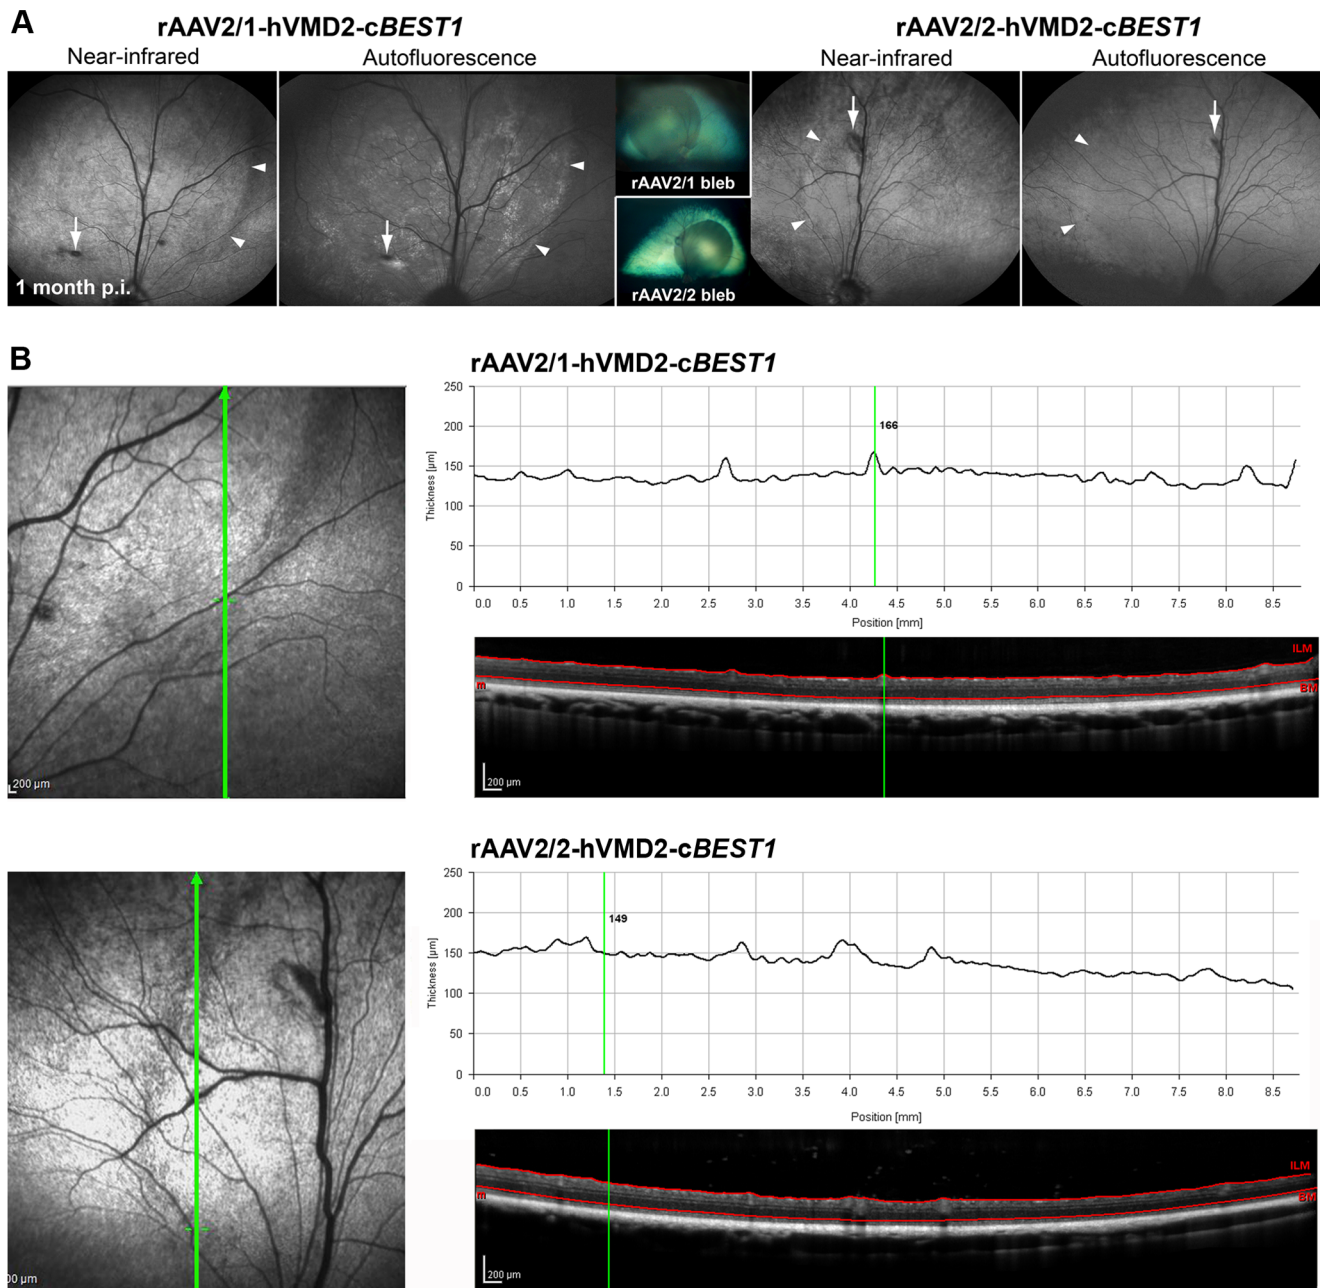 A
rAAV2/1-hVMD2-cBEST1
rAAV2/2-hVMD2-cBEST1
Near-infrared
Autofluorescence
Near-infrared
Autofluorescence
rAAV2/1 bleb
rAAV2/2 bleb
1 month p.i.
B
rAAV2/1-hVMD2-cBEST1
250
200
150
100
50
0
Thickness [µm]
166
0.0 0.5 1.0 1.5 2.0 2.5 3.0 3.5 4.0 4.5 5.0 5.5 6.0 6.5 7.0 7.5 8.0 8.5
Position [mm]
200 µm
ILM
m
BM
200 µm
rAAV2/2-hVMD2-cBEST1
250
200
150
100
50
0
Thickness [µm]
149
0.0 0.5 1.0 1.5 2.0 2.5 3.0 3.5 4.0 4.5 5.0 5.5 6.0 6.5 7.0 7.5 8.0 8.5
Position [mm]
00 µm
ILM
m
BM
200 µm